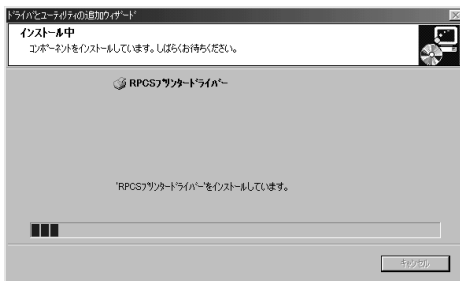 ドライバとユーティリティの追加ウィザード
インストール中
コンポーネントをインストールしています。しばらくお待ちください。
RPCSプリンタードライバー
'RPCSプリンタードライバー'をインストールしています。
キャンセル